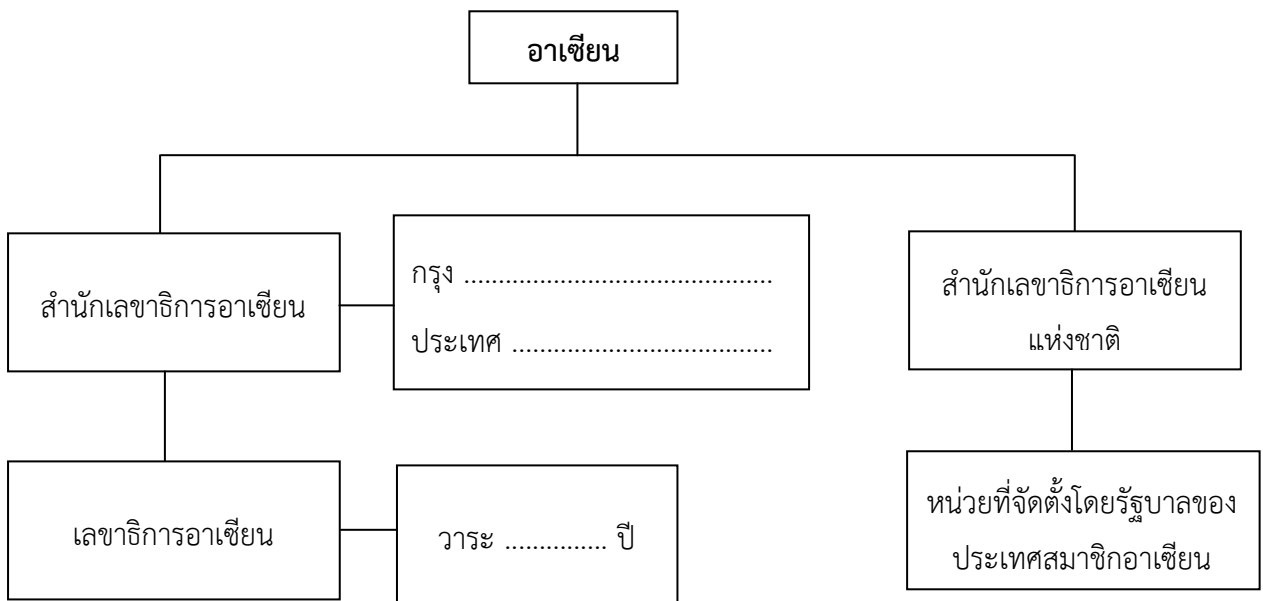 อาเซียน
สำนักเลขาธิการอาเซียน
กรุง ..........................................
ประเทศ ...................................
สำนักเลขาธิการอาเซียน
แห่งชาติ
เลขาธิการอาเซียน
วาระ .............. ปี
หน่วยที่จัดตั้งโดยรัฐบาลของ
ประเทศสมาชิกอาเซียน